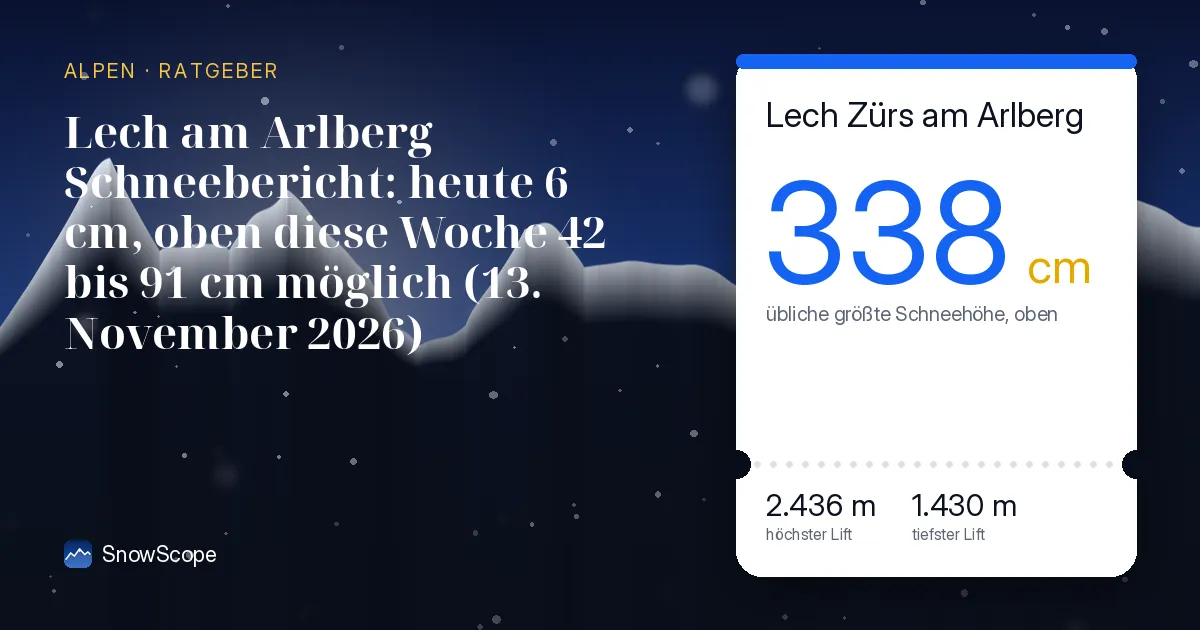 ALPEN · RATGEBER
Lech am Arlberg
Schneebericht: heute 6
cm, oben diese Woche 42
bis 91 cm möglich (13.
November 2026)
SnowScope
Lech Zürs am Arlberg
338 cm
übliche größte Schneehöhe, oben
2.436 m 1.430 m
höchster Lift tiefster Lift